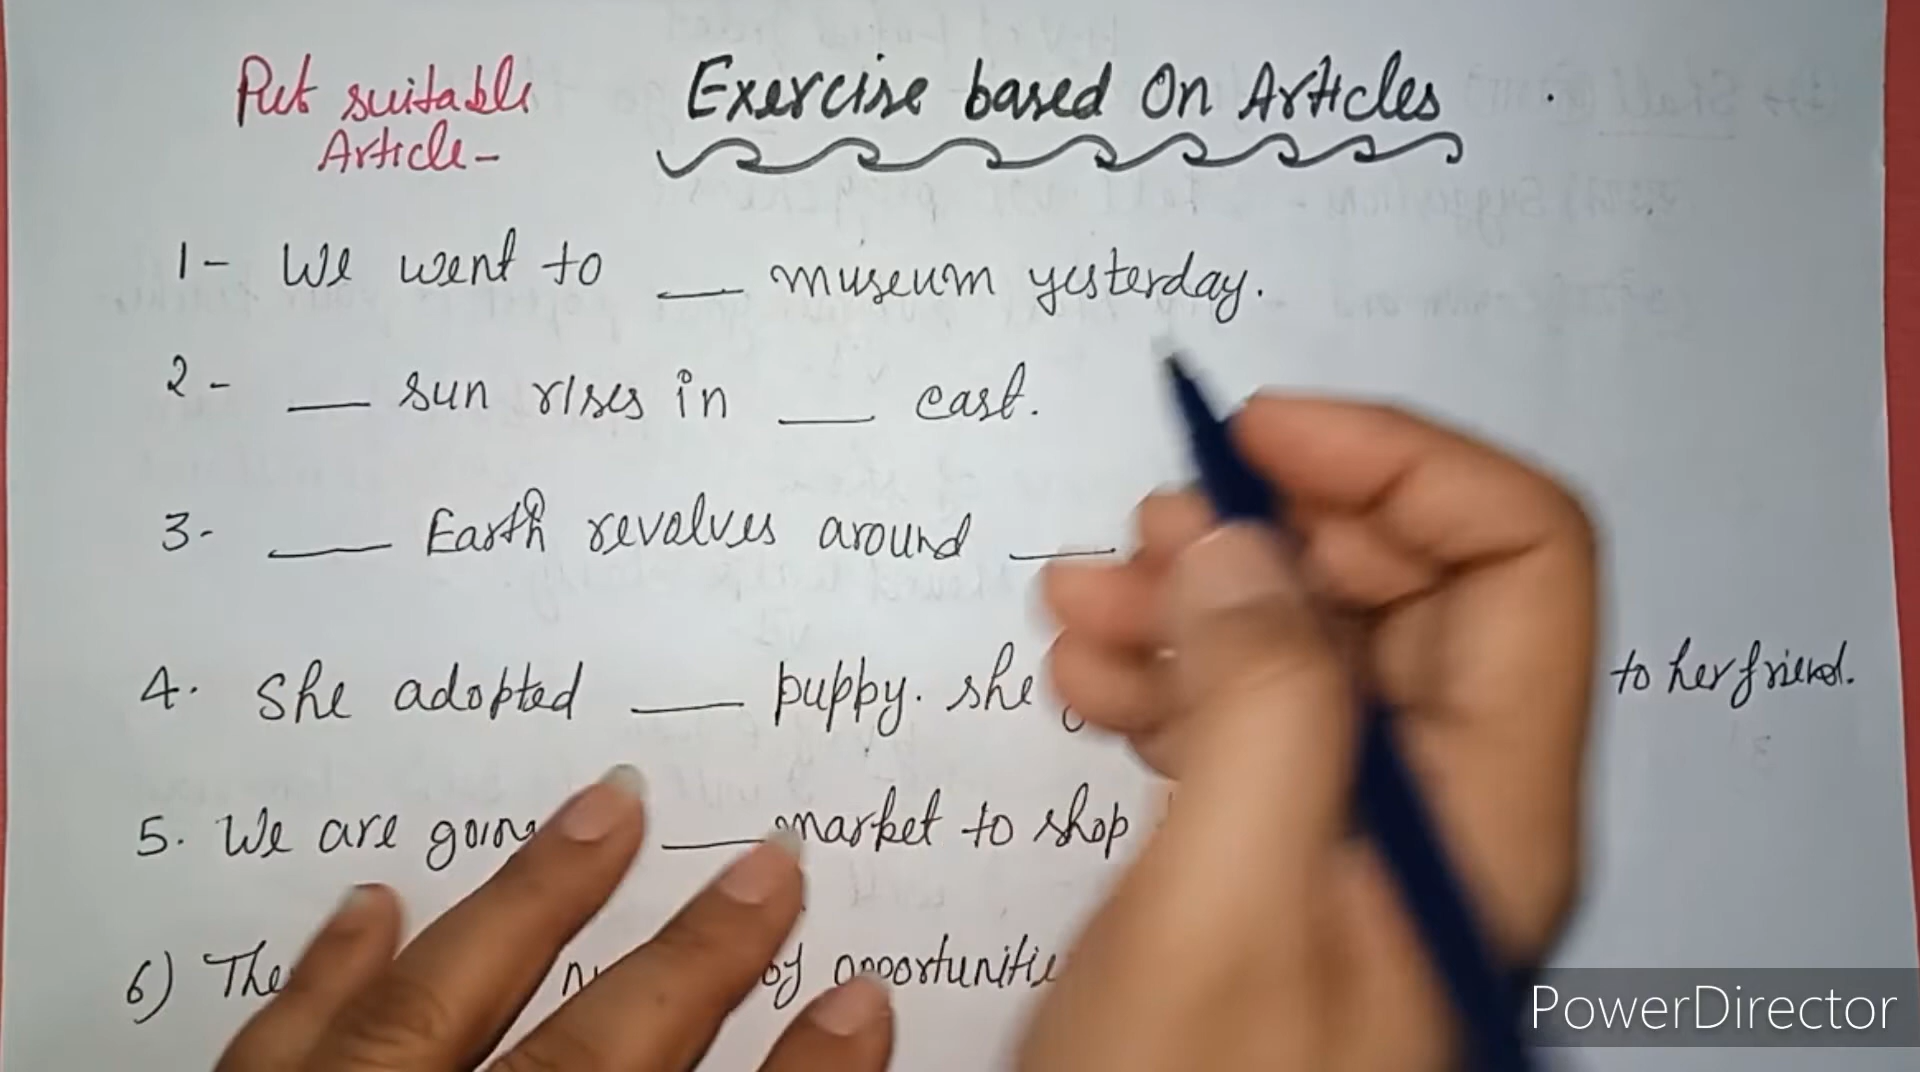 Put suitable
Article-
Exercise based On Articles
1- We went to __ museum yesterday.
2- __ sun rises in __ east.
3- __ Earth revolves around __
4. She adopted __ puppy. she to her friend.
5. We are going __ market to shop
6) of
PowerDirector